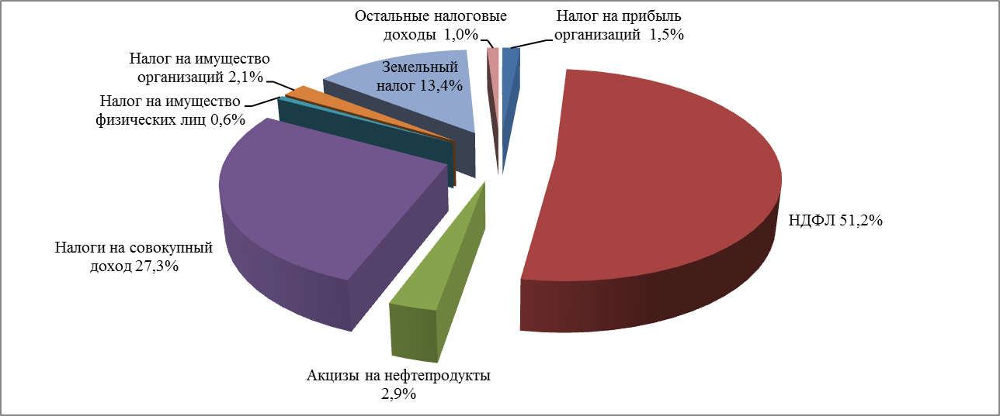 Остальные налоговые
доходы 1,0%
Налог на прибыль
организаций 1,5%
Налог на имущество
организаций 2,1%
Земельный
налог 13,4%
Налог на имущество
физических лиц 0,6%
НДФЛ 51,2%
Налоги на совокупный
доход 27,3%
Акцизы на нефтепродукты
2,9%